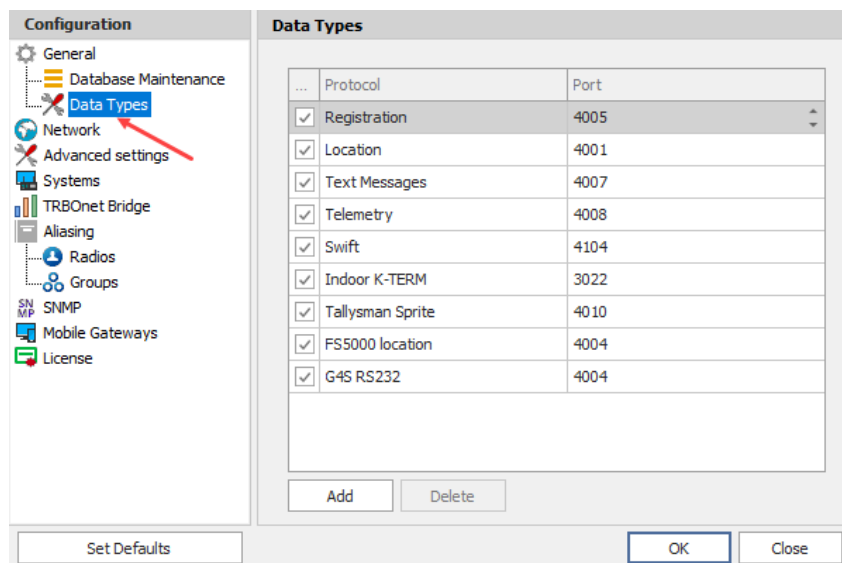 Configuration
General
Database Maintenance
Data Types
Network
Advanced settings
Systems
TRBOnet Bridge
Aliasing
Radios
Groups
SNMP SNMP
Mobile Gateways
License
Set Defaults
Data Types
... Protocol Port
Registration 4005
Location 4001
Text Messages 4007
Telemetry 4008
Swift 4104
Indoor K-TERM 3022
Tallysman Sprite 4010
FS5000 location 4004
G4S RS232 4004
Add Delete
OK Close